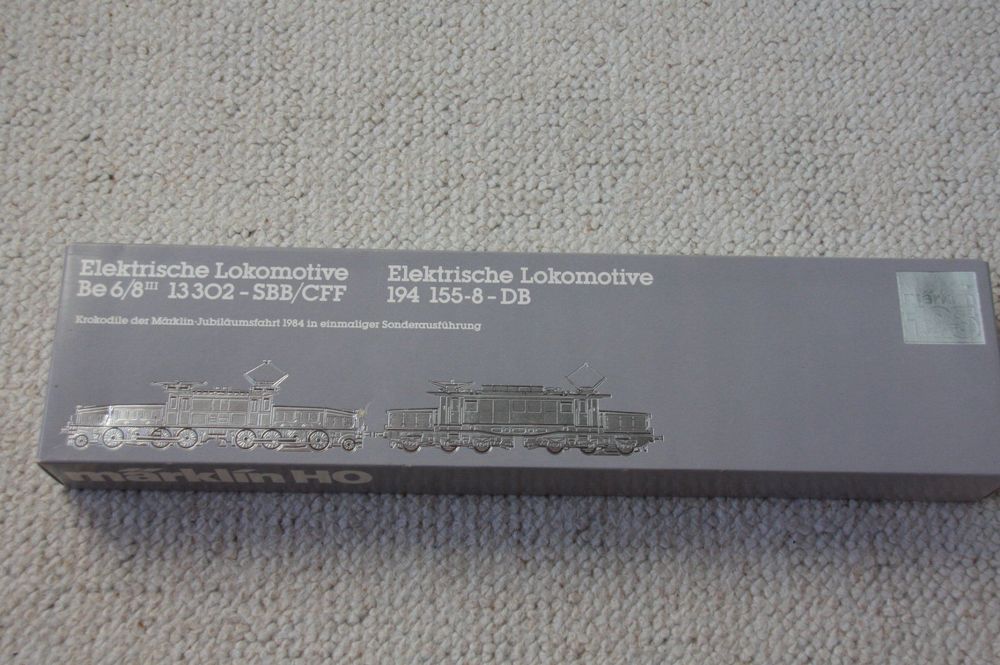 Elektrische Lokomotive
Be 6/8ᴵᴵᴵ 13302 - SBB/CFF
Elektrische Lokomotive
194 155-8 - DB
Krokodile der Märklin-Jubiläumsfahrt 1984 in einmaliger Sonderausführung
märklin
märklin HO